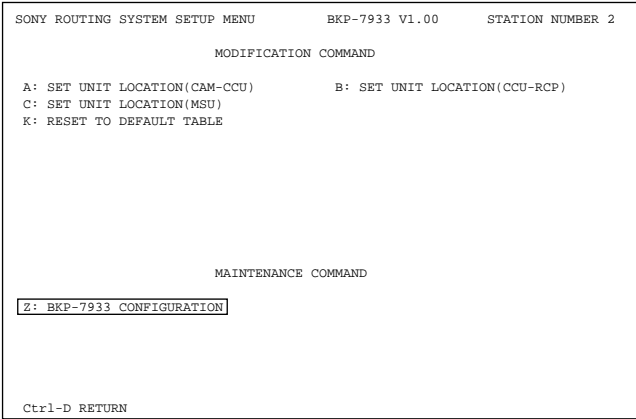 SONY ROUTING SYSTEM SETUP MENU BKP-7933 V1.00 STATION NUMBER 2
MODIFICATION COMMAND
A: SET UNIT LOCATION(CAM-CCU) B: SET UNIT LOCATION(CCU-RCP)
C: SET UNIT LOCATION(MSU)
K: RESET TO DEFAULT TABLE
MAINTENANCE COMMAND
Z: BKP-7933 CONFIGURATION
Ctrl-D RETURN